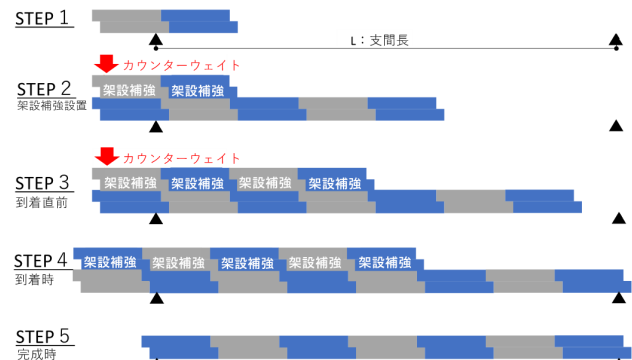 STEP 1
L：支間長
カウンターウェイト
STEP 2
架設補強 架設補強
架設補強設置
カウンターウェイト
STEP 3
架設補強 架設補強 架設補強 架設補強
到着直前
STEP 4
架設補強 架設補強 架設補強 架設補強 架設補強
到着時
STEP 5
完成時